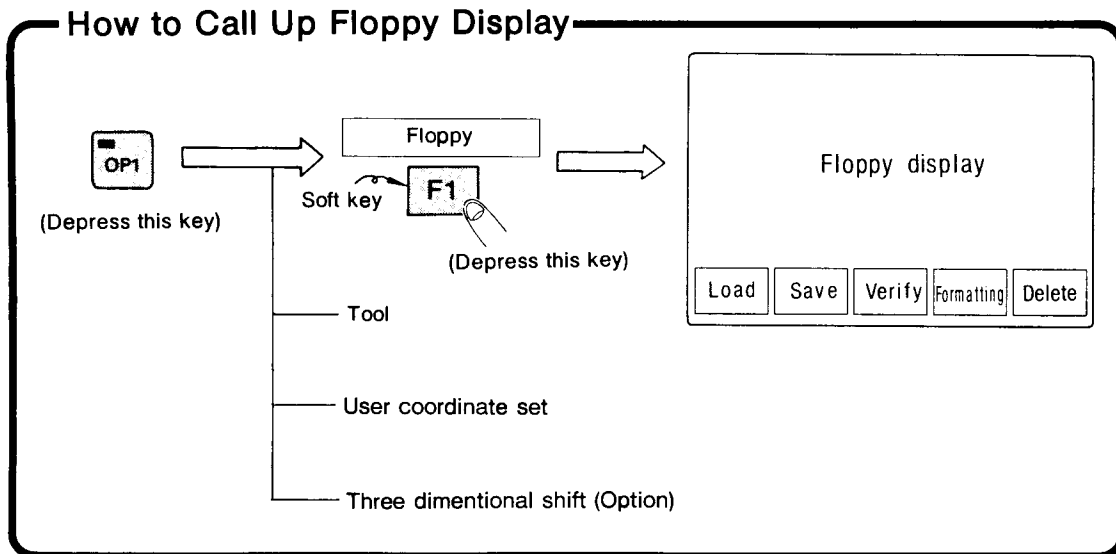 How to Call Up Floppy Display
OP1
(Depress this key)
Floppy
Soft key
F1
(Depress this key)
Floppy display
Load Save Verify Formatting Delete
Tool
User coordinate set
Three dimentional shift (Option)